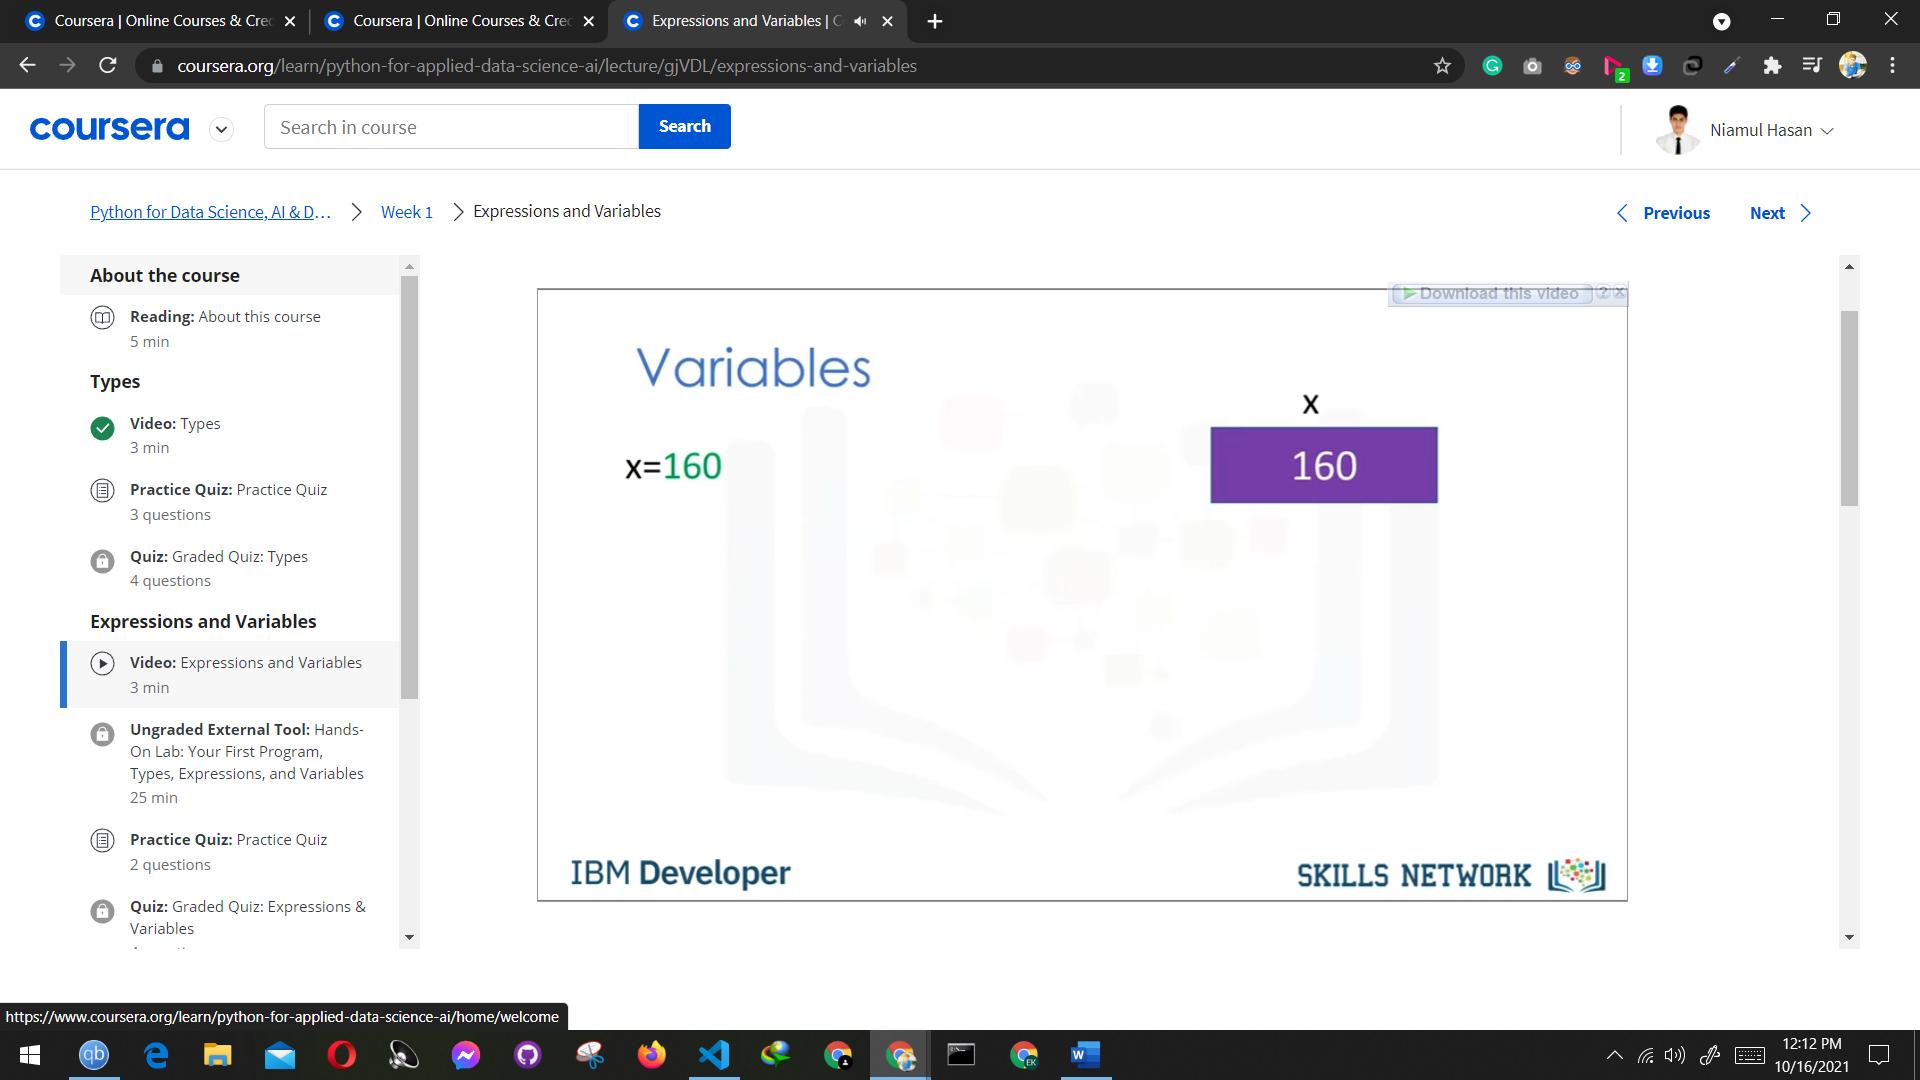 Coursera | Online Courses & Cre
Coursera | Online Courses & Cre
Expressions and Variables |
coursera.org/learn/python-for-applied-data-science-ai/lecture/gjVDL/expressions-and-variables
2
coursera
Search in course
Search
Niamul Hasan
Python for Data Science, AI & D...
Week 1
Expressions and Variables
Previous
Next
About the course
Reading: About this course
5 min
Types
Video: Types
3 min
Practice Quiz: Practice Quiz
3 questions
Quiz: Graded Quiz: Types
4 questions
Expressions and Variables
Video: Expressions and Variables
3 min
Ungraded External Tool: Hands-
On Lab: Your First Program,
Types, Expressions, and Variables
25 min
Practice Quiz: Practice Quiz
2 questions
Quiz: Graded Quiz: Expressions &
Variables
Download this video
?
Variables
x
x=160
160
IBM Developer
SKILLS NETWORK
https://www.coursera.org/learn/python-for-applied-data-science-ai/home/welcome
qb
EK
W
12:12 PM
10/16/2021